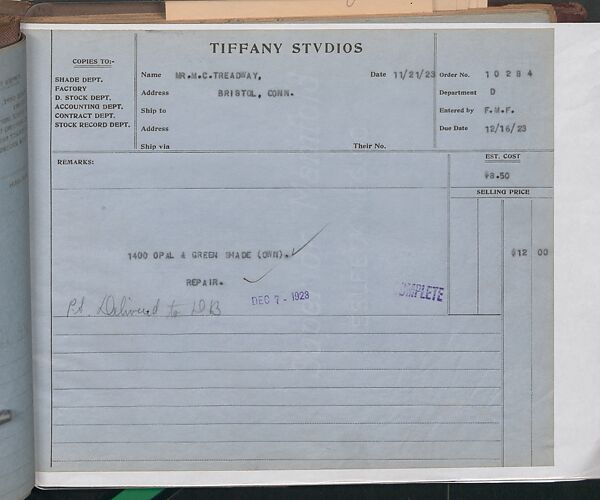 TIFFANY STVDIOS
COPIES TO:-
SHADE DEPT.
FACTORY
D. STOCK DEPT.
ACCOUNTING DEPT.
CONTRACT DEPT.
STOCK RECORD DEPT.
Name MR.M.C.TREADWAY, Date 11/21/23 Order No. 10284
Address BRISTOL, CONN. Department D
Ship to Entered by F.M.F.
Address Due Date 12/16/23
Ship via Their No.
REMARKS: EST. COST
$8.50
SELLING PRICE
1400 OPAL & GREEN SHADE (OWN). $12 00
REPAIR.
Delivered to DB DEC 7 - 1923 COMPLETE